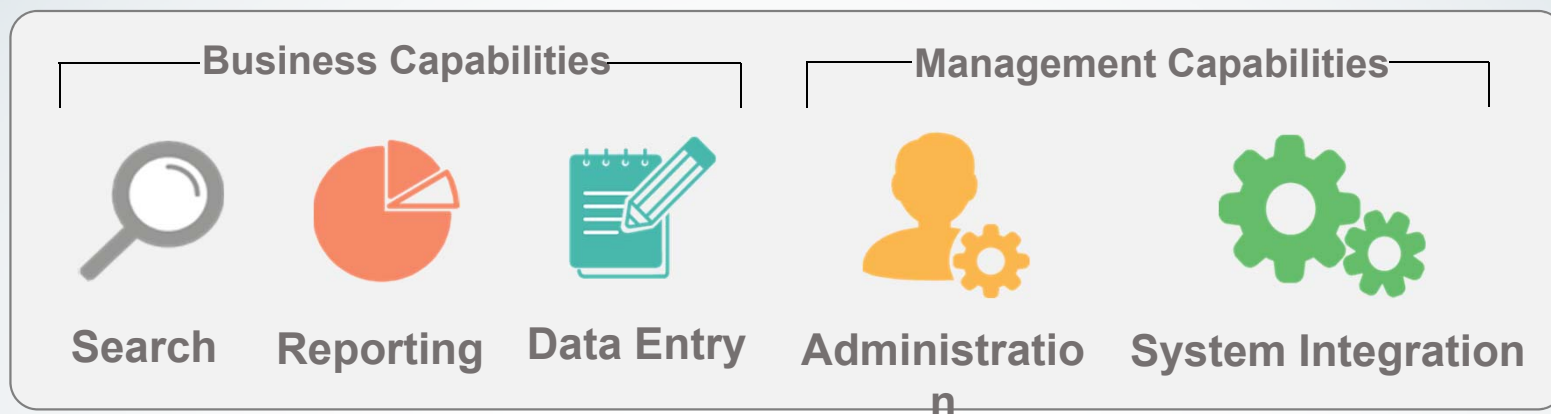 Business Capabilities
Management Capabilities
Search
Reporting
Data Entry
Administratio
n
System Integration